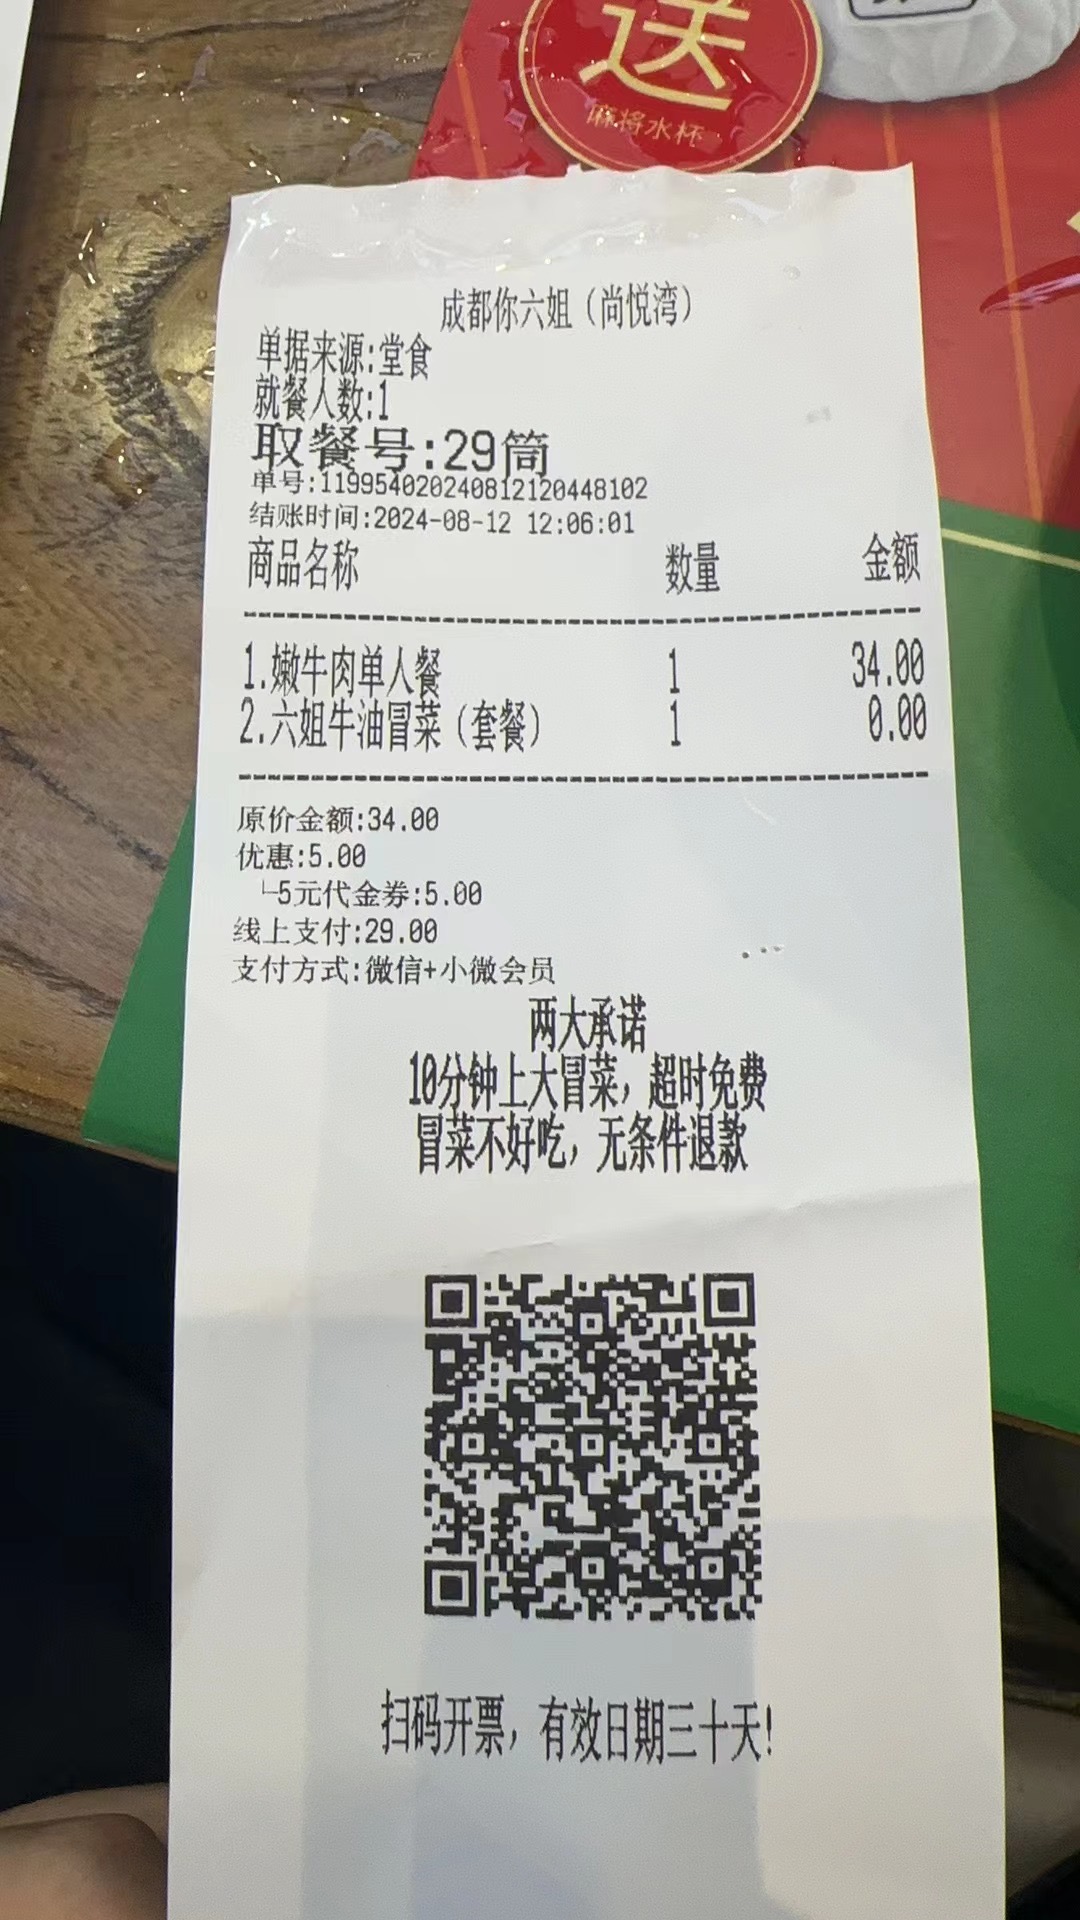 送
麻将水杯
成都你六姐（尚悦湾）
单据来源:堂食
就餐人数:1
取餐号:29筒
单号:119954020240812120448102
结账时间:2024-08-12 12:06:01
商品名称 数量 金额
1.嫩牛肉单人餐 1 34.00
2.六姐牛油冒菜（套餐） 1 0.00
原价金额:34.00
优惠:5.00
└5元代金券:5.00
线上支付:29.00
支付方式:微信+小微会员
两大承诺
10分钟上大冒菜，超时免费
冒菜不好吃，无条件退款
扫码开票，有效日期三十天！